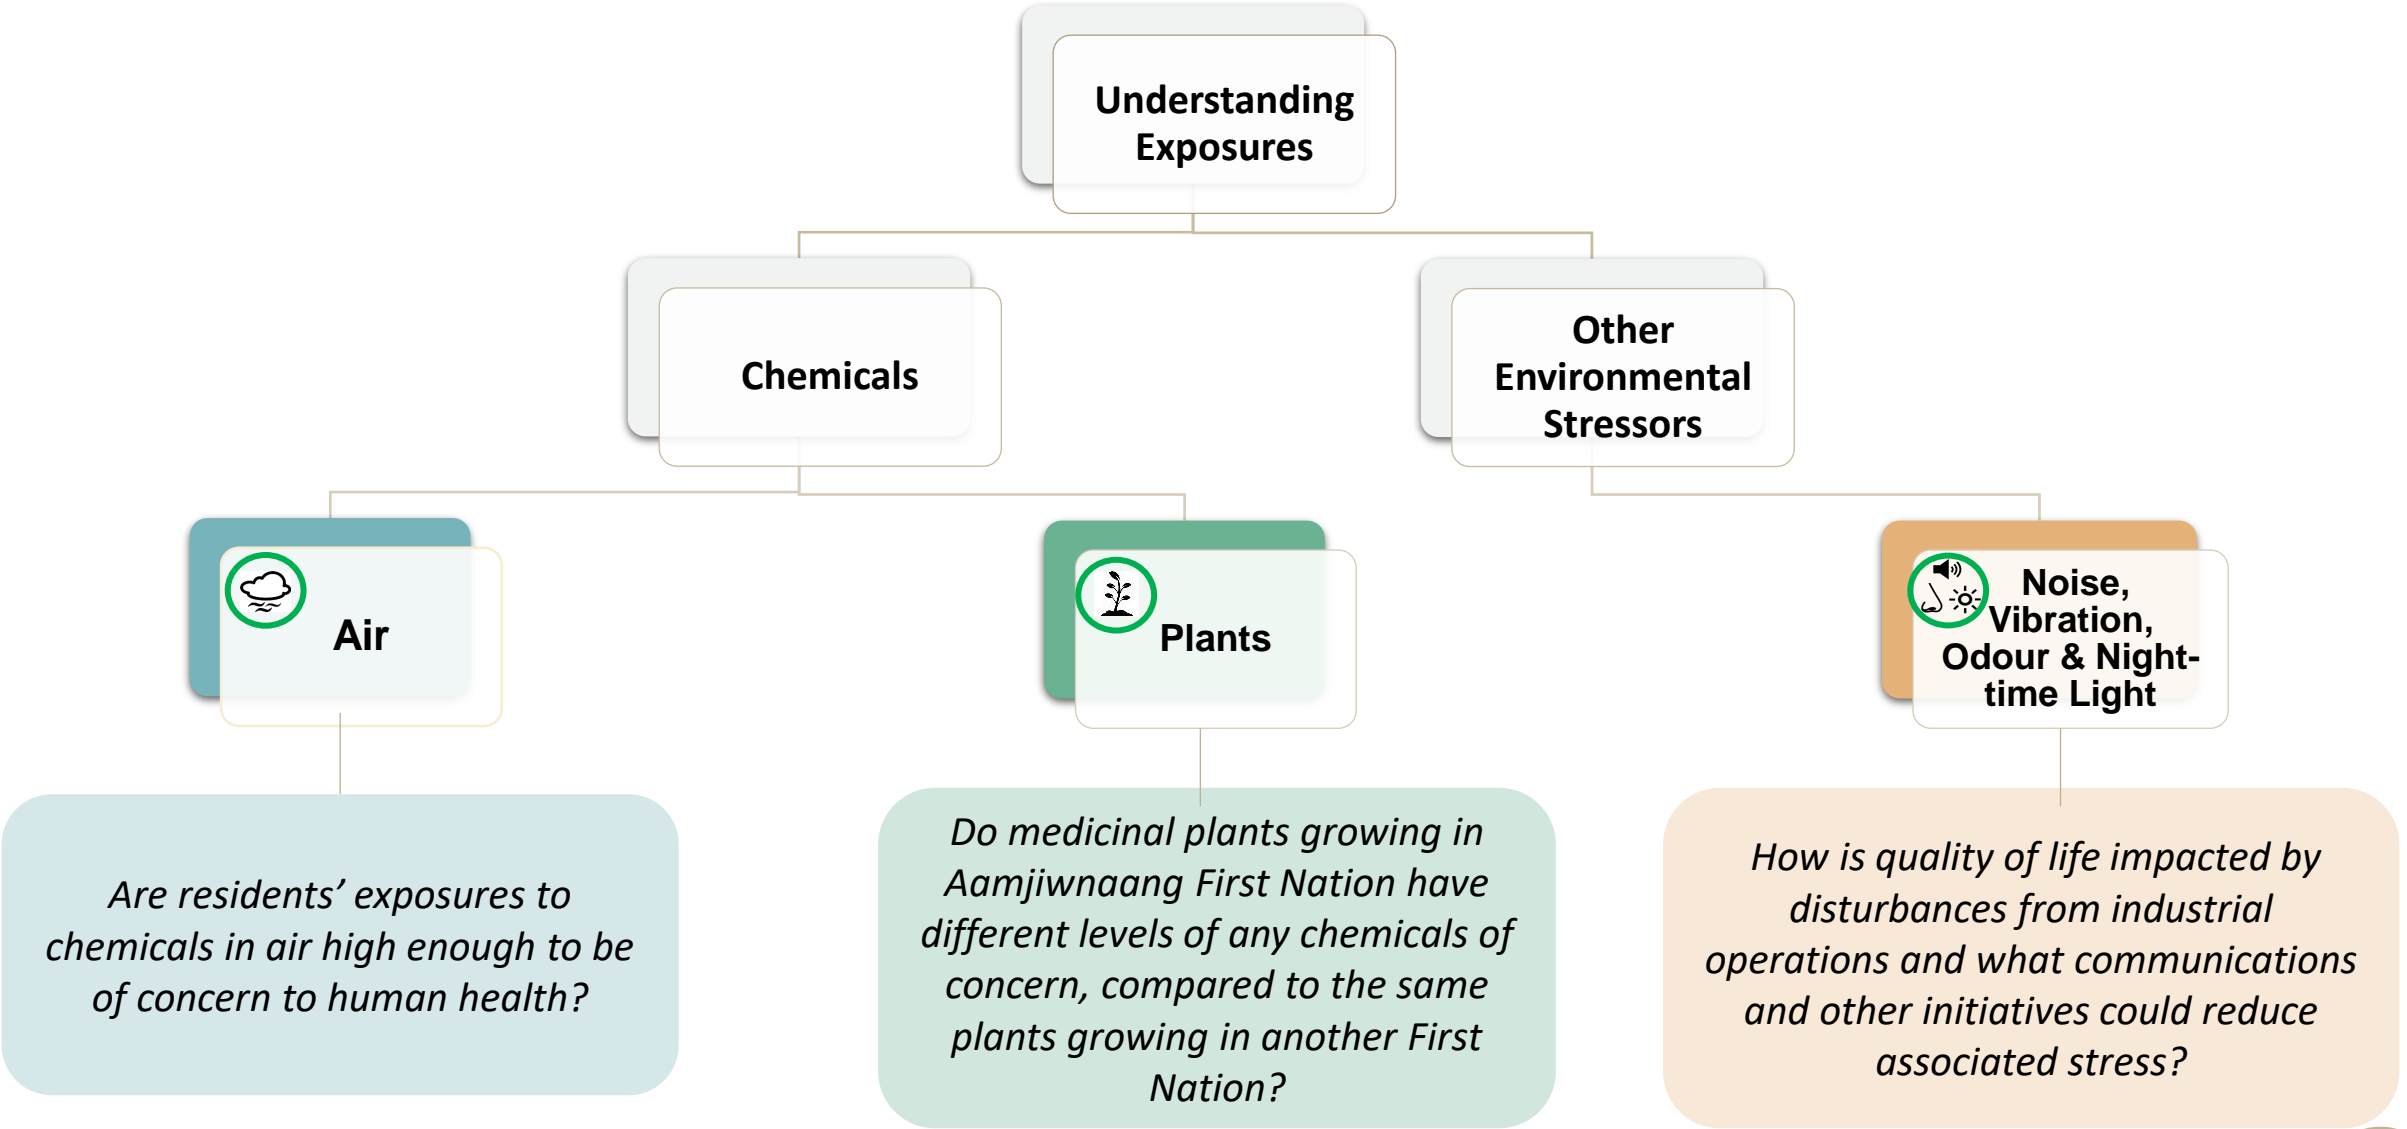 Understanding
Exposures
Chemicals
Other
Environmental
Stressors
Air
Plants
Noise,
Vibration,
Odour & Night-
time Light
Are residents’ exposures to
chemicals in air high enough to be
of concern to human health?
Do medicinal plants growing in
Aamjiwnaang First Nation have
different levels of any chemicals of
concern, compared to the same
plants growing in another First
Nation?
How is quality of life impacted by
disturbances from industrial
operations and what communications
and other initiatives could reduce
associated stress?